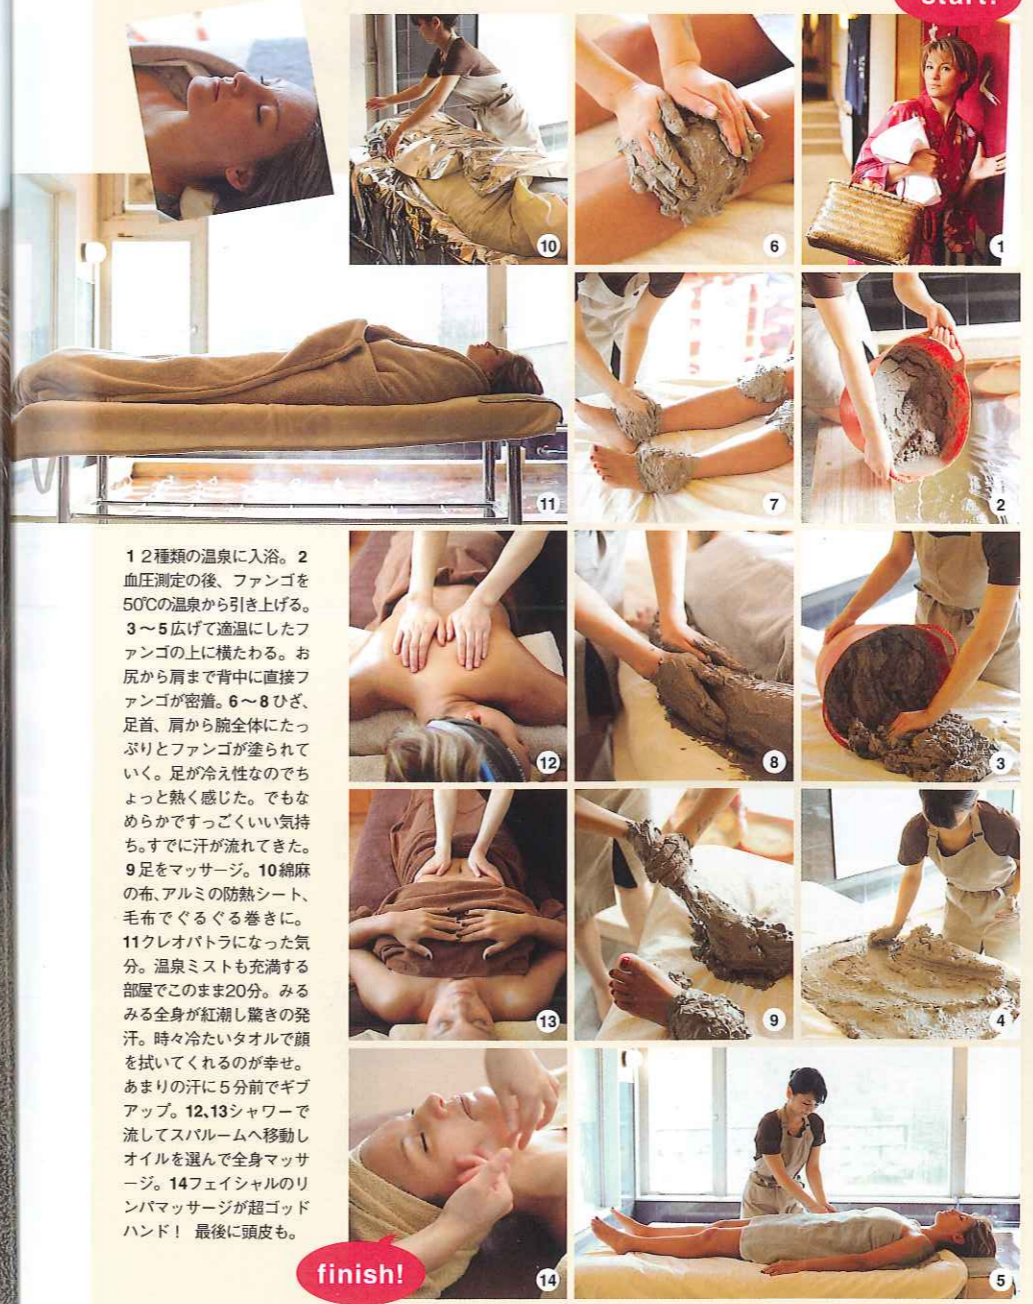 start!
1 2種類の温泉に入浴。2
血圧測定の後、ファンゴを
50℃の温泉から引き上げる。
3〜5広げて適温にしたフ
ァンゴの上に横たわる。お
尻から肩まで背中に直接フ
ァンゴが密着。6〜8ひざ、
足首、肩から腕全体にたっ
ぷりとファンゴが塗られて
いく。足が冷え性なのでち
ょっと熱く感じた。でもな
めらかですっごくいい気持
ち。すでに汗が流れてきた。
9足をマッサージ。10綿麻
の布、アルミの防熱シート、
毛布でぐるぐる巻きに。
11クレオパトラになった気
分。温泉ミストも充満する
部屋でこのまま20分。みる
みる全身が紅潮し驚きの発
汗。時々冷たいタオルで顔
を拭いてくれるのが幸せ。
あまりの汗に5分前でギブ
アップ。12、13シャワーで
流してスパルームへ移動し
オイルを選んで全身マッサ
ージ。14フェイシャルのリ
ンパマッサージが超ゴッド
ハンド! 最後に頭皮も。
1
2
3
4
5
6
7
8
9
10
11
12
13
14
finish!